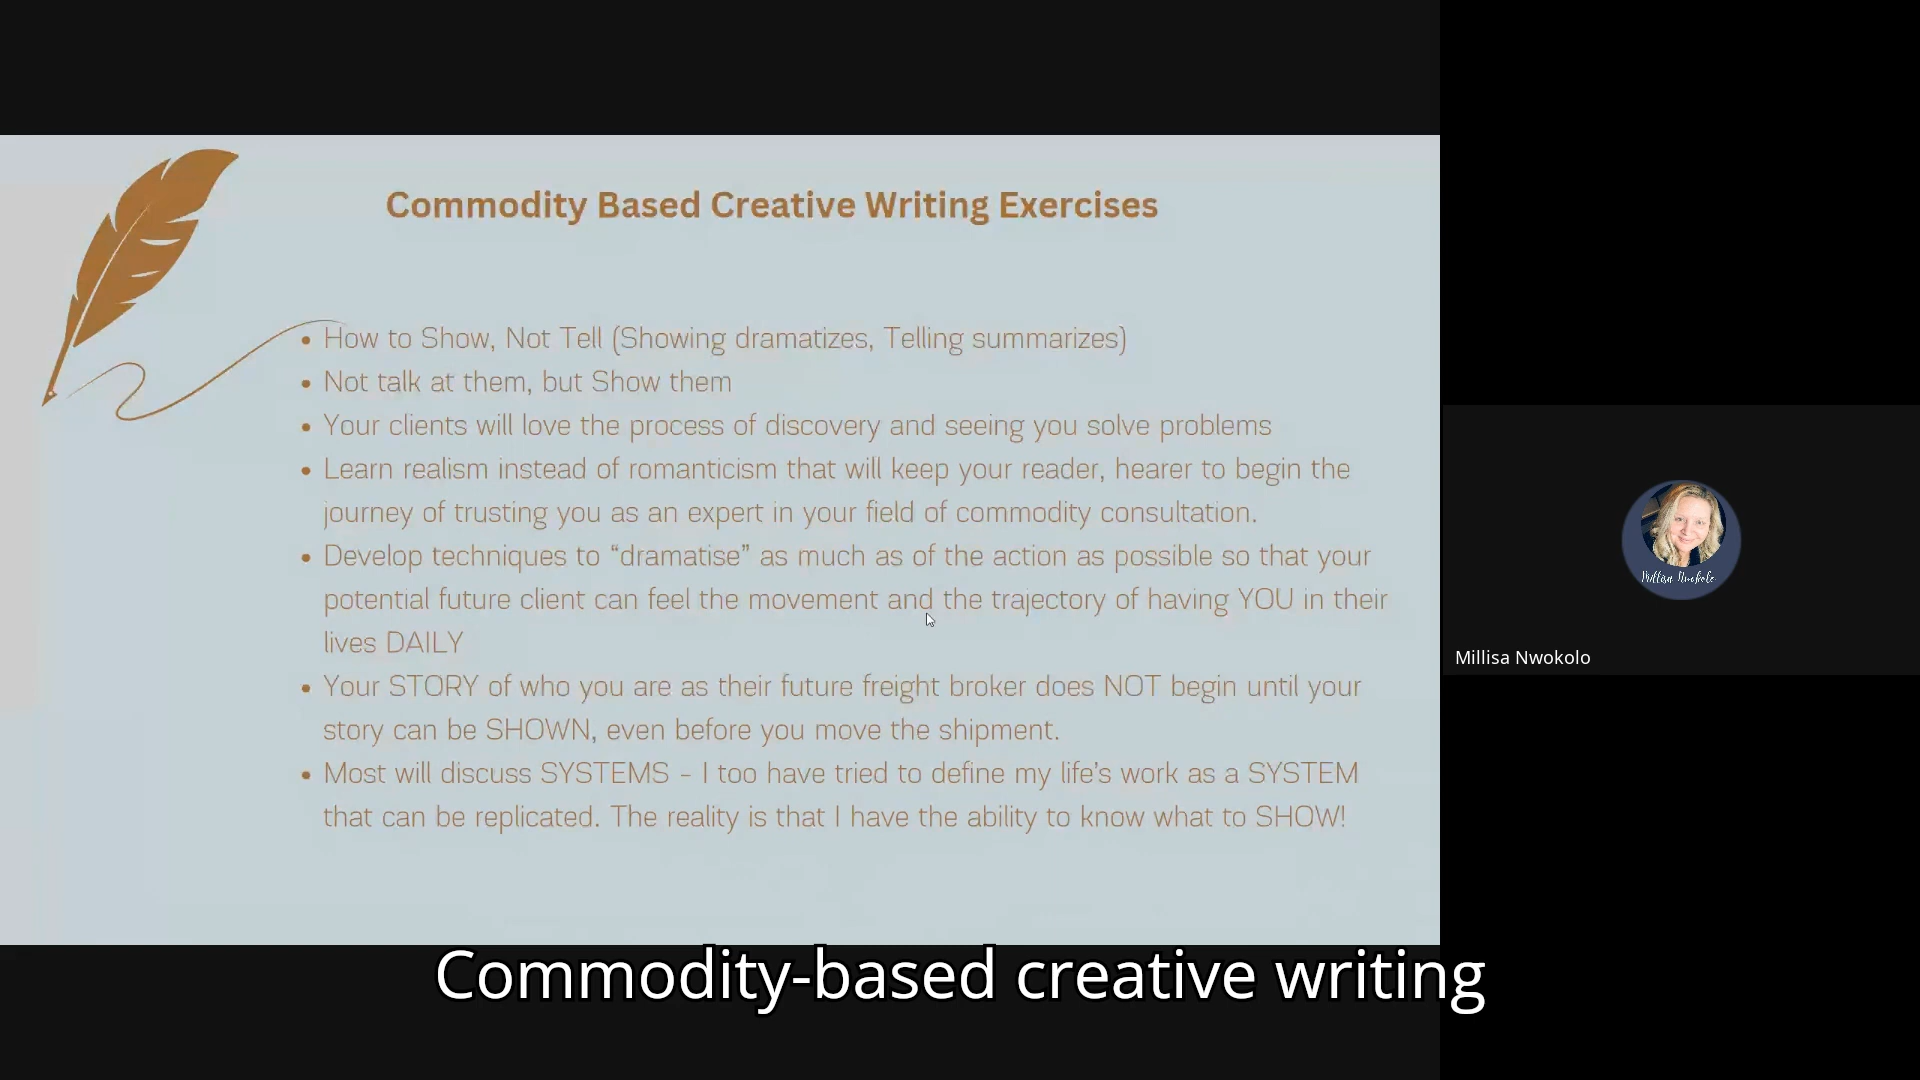 Commodity Based Creative Writing Exercises
• How to Show, Not Tell (Showing dramatizes, Telling summarizes)
• Not talk at them, but Show them
• Your clients will love the process of discovery and seeing you solve problems
• Learn realism instead of romanticism that will keep your reader, hearer to begin the
journey of trusting you as an expert in your field of commodity consultation.
• Develop techniques to “dramatise” as much as of the action as possible so that your
potential future client can feel the movement and the trajectory of having YOU in their
lives DAILY
• Your STORY of who you are as their future freight broker does NOT begin until your
story can be SHOWN, even before you move the shipment.
• Most will discuss SYSTEMS - I too have tried to define my life’s work as a SYSTEM
that can be replicated. The reality is that I have the ability to know what to SHOW!
Millisa Nwokolo
Millisa Nwokolo
Commodity-based creative writing